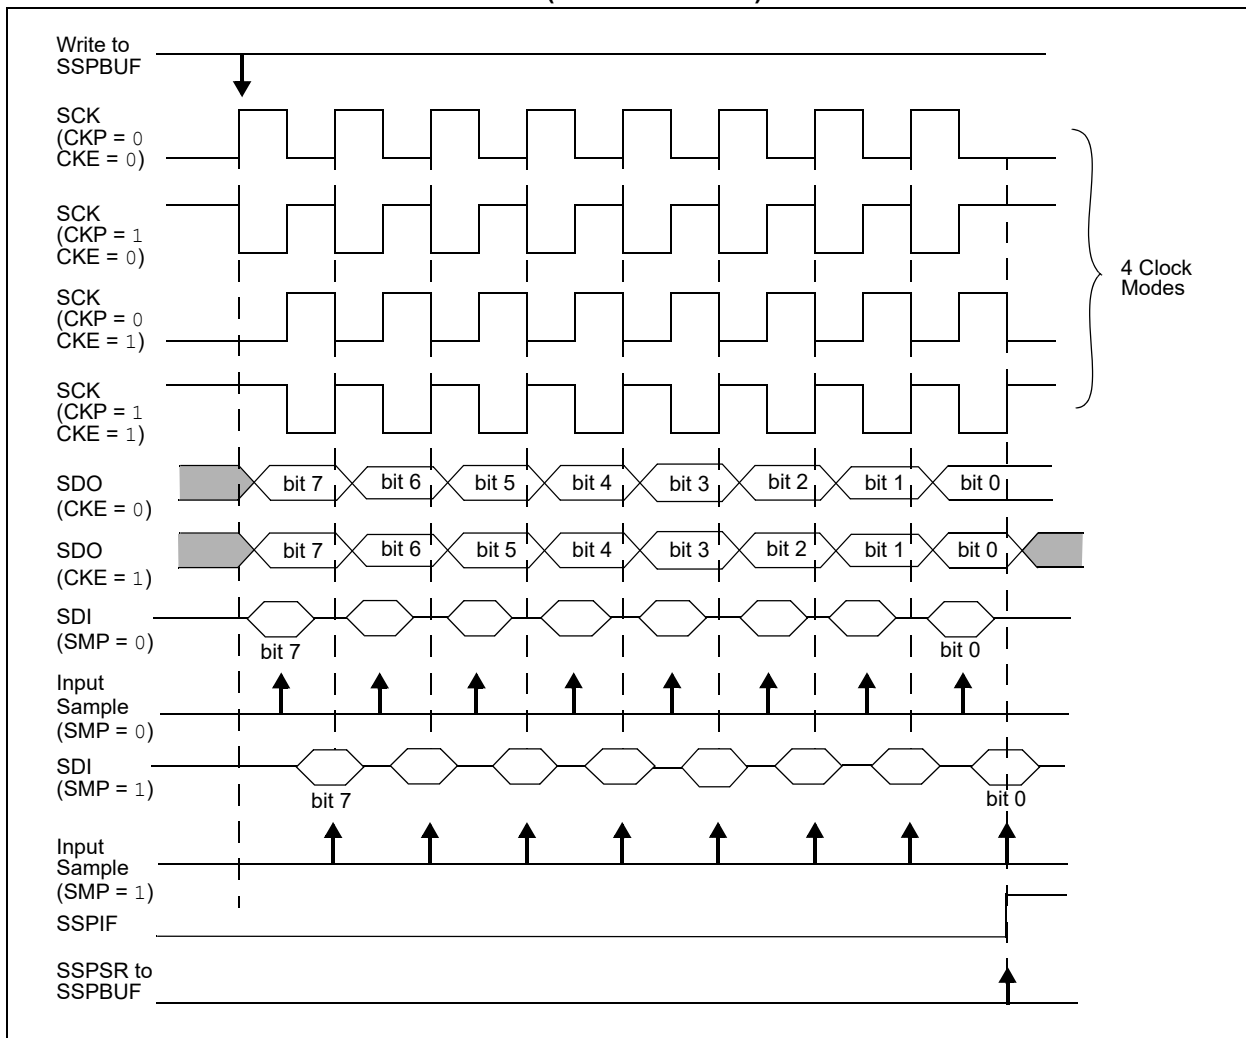 Write to
SSPBUF
SCK
(CKP = 0
CKE = 0)
SCK
(CKP = 1
CKE = 0)
SCK
(CKP = 0
CKE = 1)
SCK
(CKP = 1
CKE = 1)
4 Clock
Modes
SDO
(CKE = 0)
bit 7 bit 6 bit 5 bit 4 bit 3 bit 2 bit 1 bit 0
SDO
(CKE = 1)
bit 7 bit 6 bit 5 bit 4 bit 3 bit 2 bit 1 bit 0
SDI
(SMP = 0)
bit 7 bit 0
Input
Sample
(SMP = 0)
SDI
(SMP = 1)
bit 7 bit 0
Input
Sample
(SMP = 1)
SSPIF
SSPSR to
SSPBUF